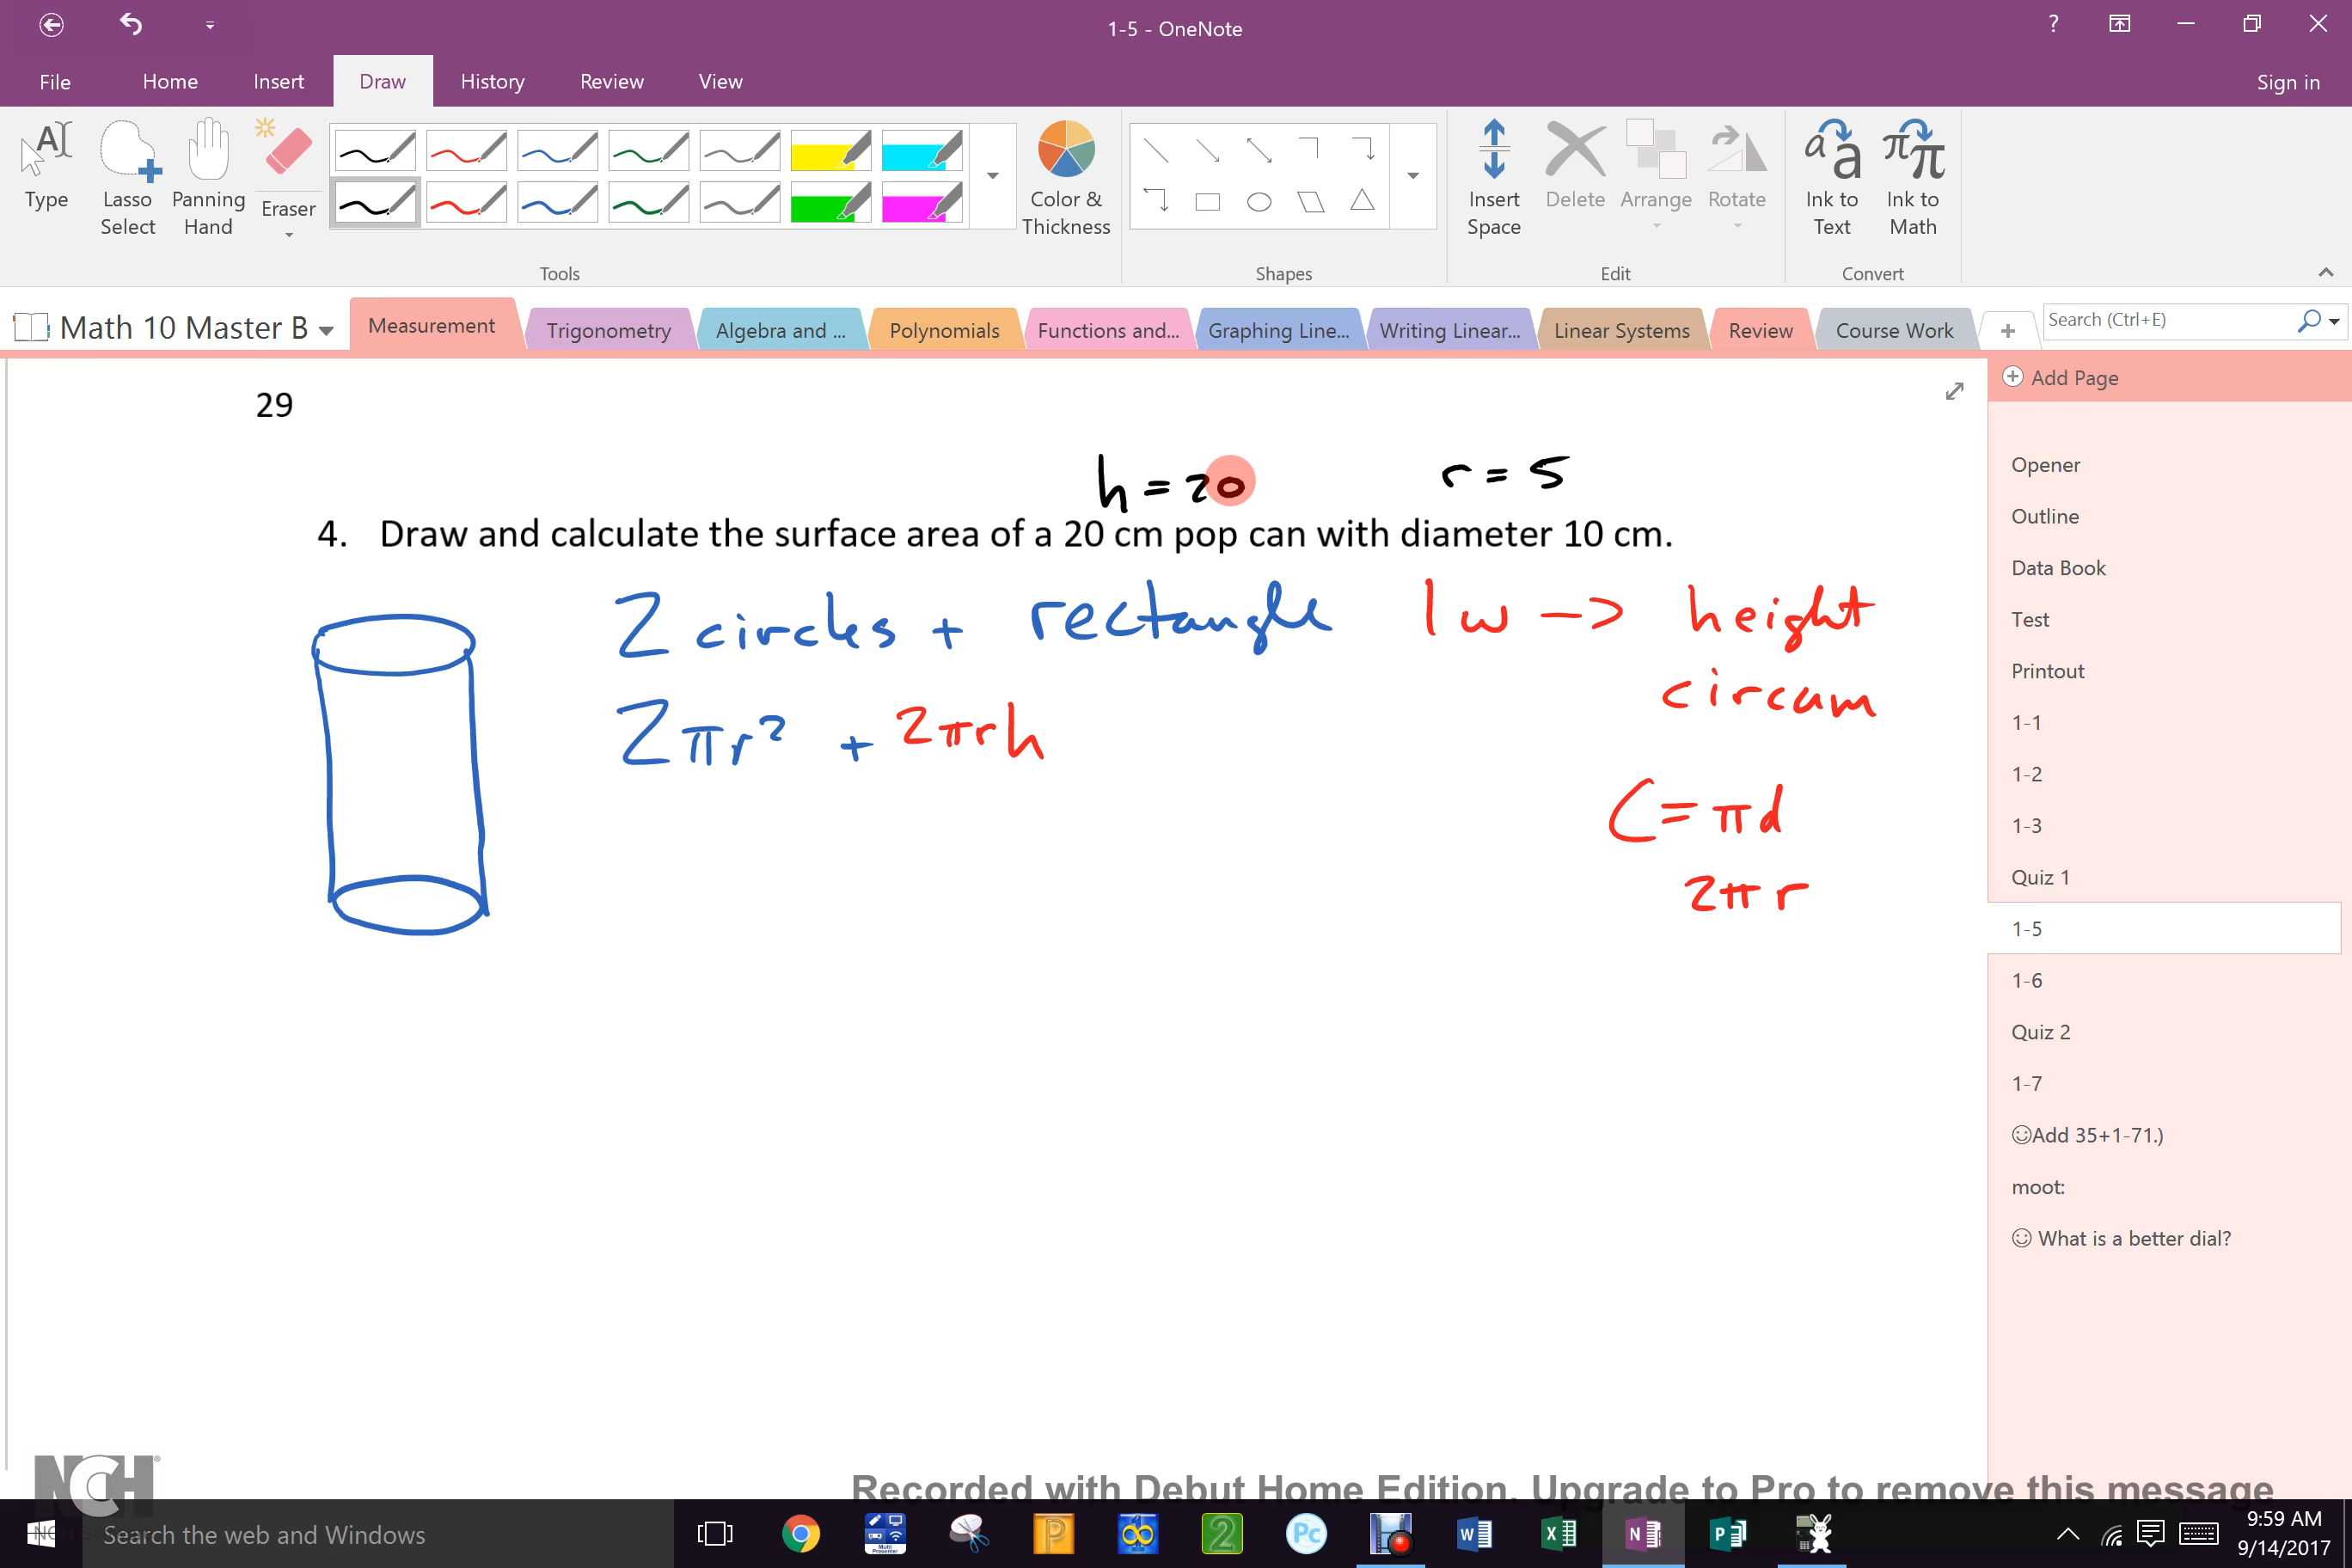 1-5 - OneNote
?
File Home Insert Draw History Review View Sign in
Type
Lasso Select
Panning Hand
Eraser
Color & Thickness
Insert Space
Delete
Arrange
Rotate
Ink to Text
Ink to Math
Tools Shapes Edit Convert
Math 10 Master B Measurement Trigonometry Algebra and ... Polynomials Functions and... Graphing Line... Writing Linear... Linear Systems Review Course Work + Search (Ctrl+E)
Add Page
29
h = 20 r = 5
4. Draw and calculate the surface area of a 20 cm pop can with diameter 10 cm.
2 circles + rectangle lw -> height
circum
2πr² + 2πrh
C = πd
2πr
Opener
Outline
Data Book
Test
Printout
1-1
1-2
1-3
Quiz 1
1-5
1-6
Quiz 2
1-7
☺Add 35+1-71.)
moot:
☺ What is a better dial?
NCH
Recorded with Debut Home Edition. Upgrade to Pro to remove this message
Search the web and Windows
9:59 AM
9/14/2017